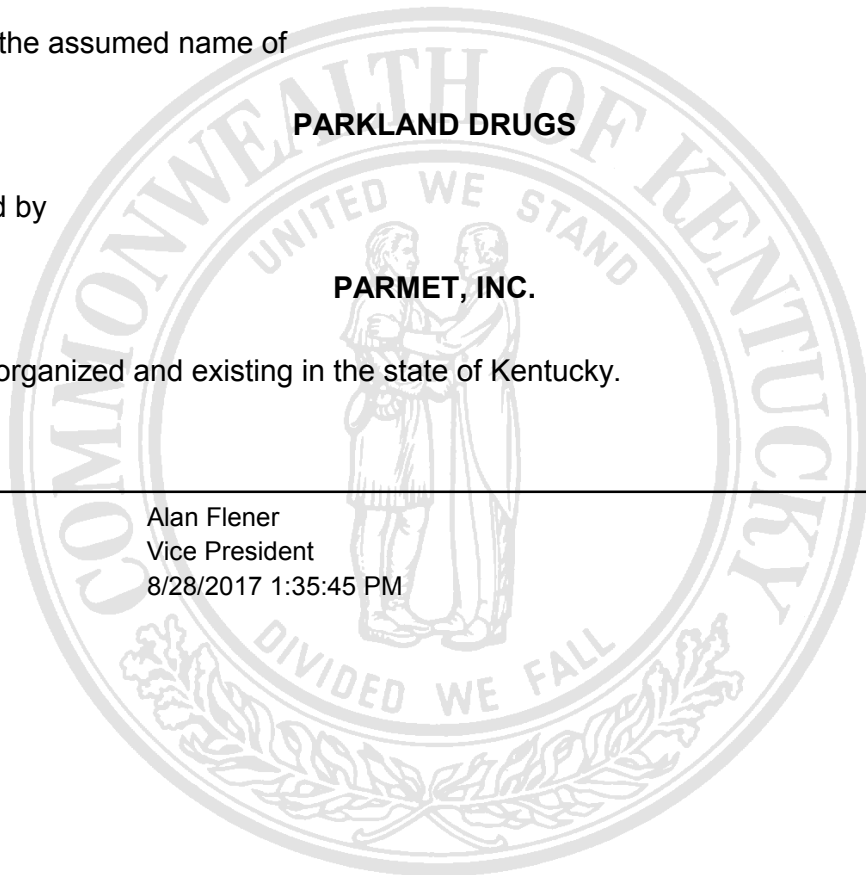 the assumed name of
PARKLAND DRUGS
d by
PARMET, INC.
organized and existing in the state of Kentucky.
Alan Flener
Vice President
8/28/2017 1:35:45 PM
COMMONWEALTH OF KENTUCKY
UNITED WE STAND
DIVIDED WE FALL